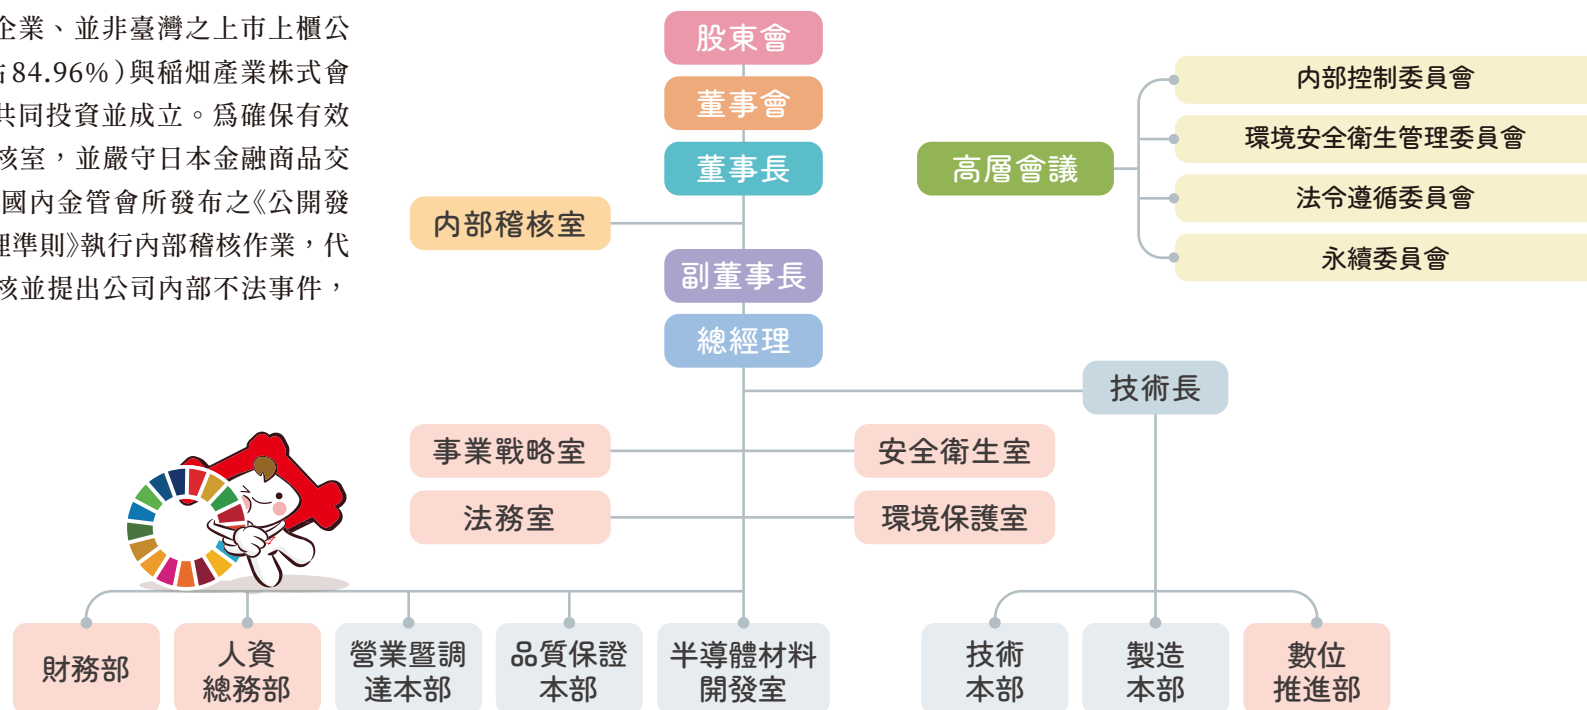 企業、並非臺灣之上市上櫃公
84.96%)與稻畑產業株式會
共同投資並成立。爲確保有效
核室，並嚴守日本金融商品交
國內金管會所發布之《公開發
理準則》執行內部稽核作業，代
核並提出公司內部不法事件，
股東會
董事會
董事長
內部稽核室
副董事長
總經理
高層會議
內部控制委員會
環境安全衛生管理委員會
法令遵循委員會
永續委員會
技術長
事業戰略室
安全衛生室
法務室
環境保護室
財務部
人資
總務部
營業暨調
達本部
品質保證
本部
半導體材料
開發室
技術
本部
製造
本部
數位
推進部